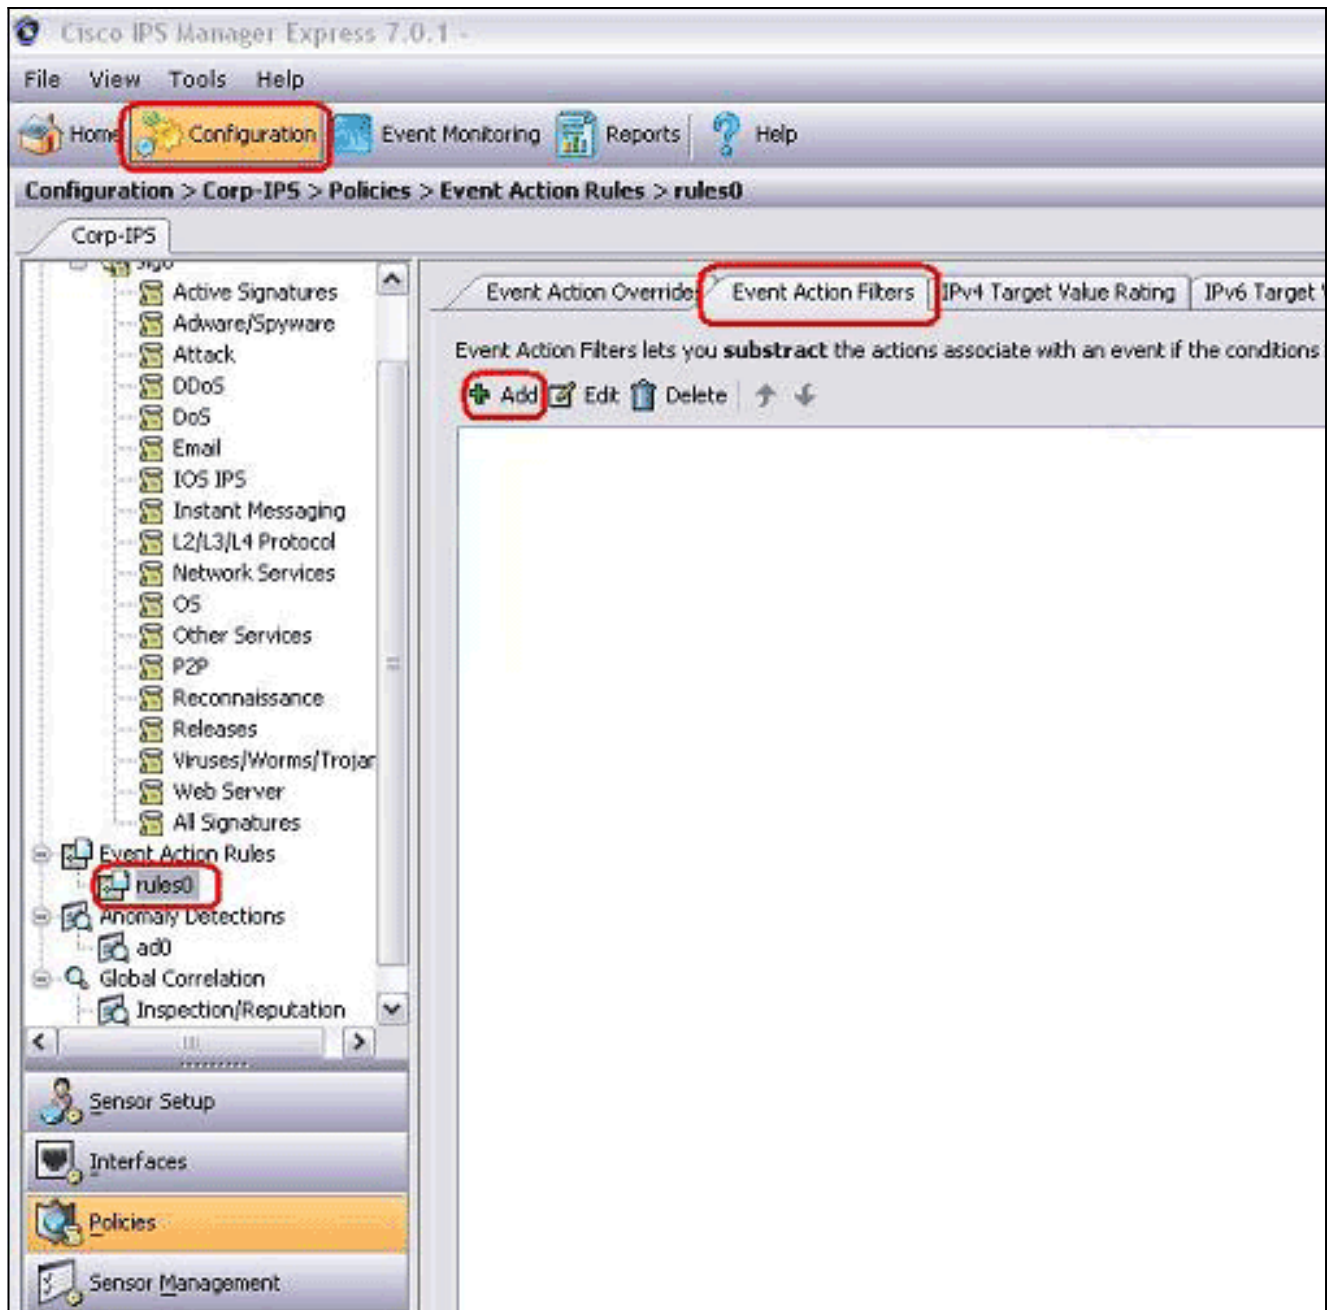 Cisco IPS Manager Express 7.0.1 -
File View Tools Help
Home Configuration Event Monitoring Reports Help
Configuration > Corp-IPS > Policies > Event Action Rules > rules0
Corp-IPS
Active Signatures
Adware/Spyware
Attack
DDoS
DoS
Email
IOS IPS
Instant Messaging
L2/L3/L4 Protocol
Network Services
OS
Other Services
P2P
Reconnaissance
Releases
Viruses/Worms/Trojar
Web Server
All Signatures
Event Action Rules
rules0
Anomaly Detections
ad0
Global Correlation
Inspection/Reputation
Sensor Setup
Interfaces
Policies
Sensor Management
Event Action Override Event Action Filters IPv4 Target Value Rating IPv6 Target
Event Action Filters lets you substract the actions associate with an event if the conditions
Add Edit Delete